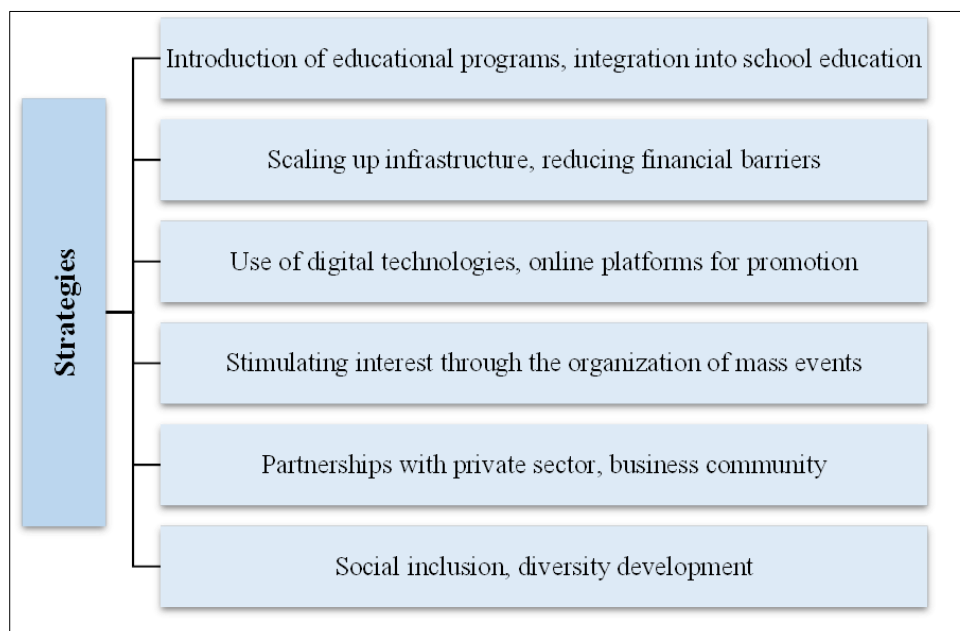 Strategies
Introduction of educational programs, integration into school education
Scaling up infrastructure, reducing financial barriers
Use of digital technologies, online platforms for promotion
Stimulating interest through the organization of mass events
Partnerships with private sector, business community
Social inclusion, diversity development